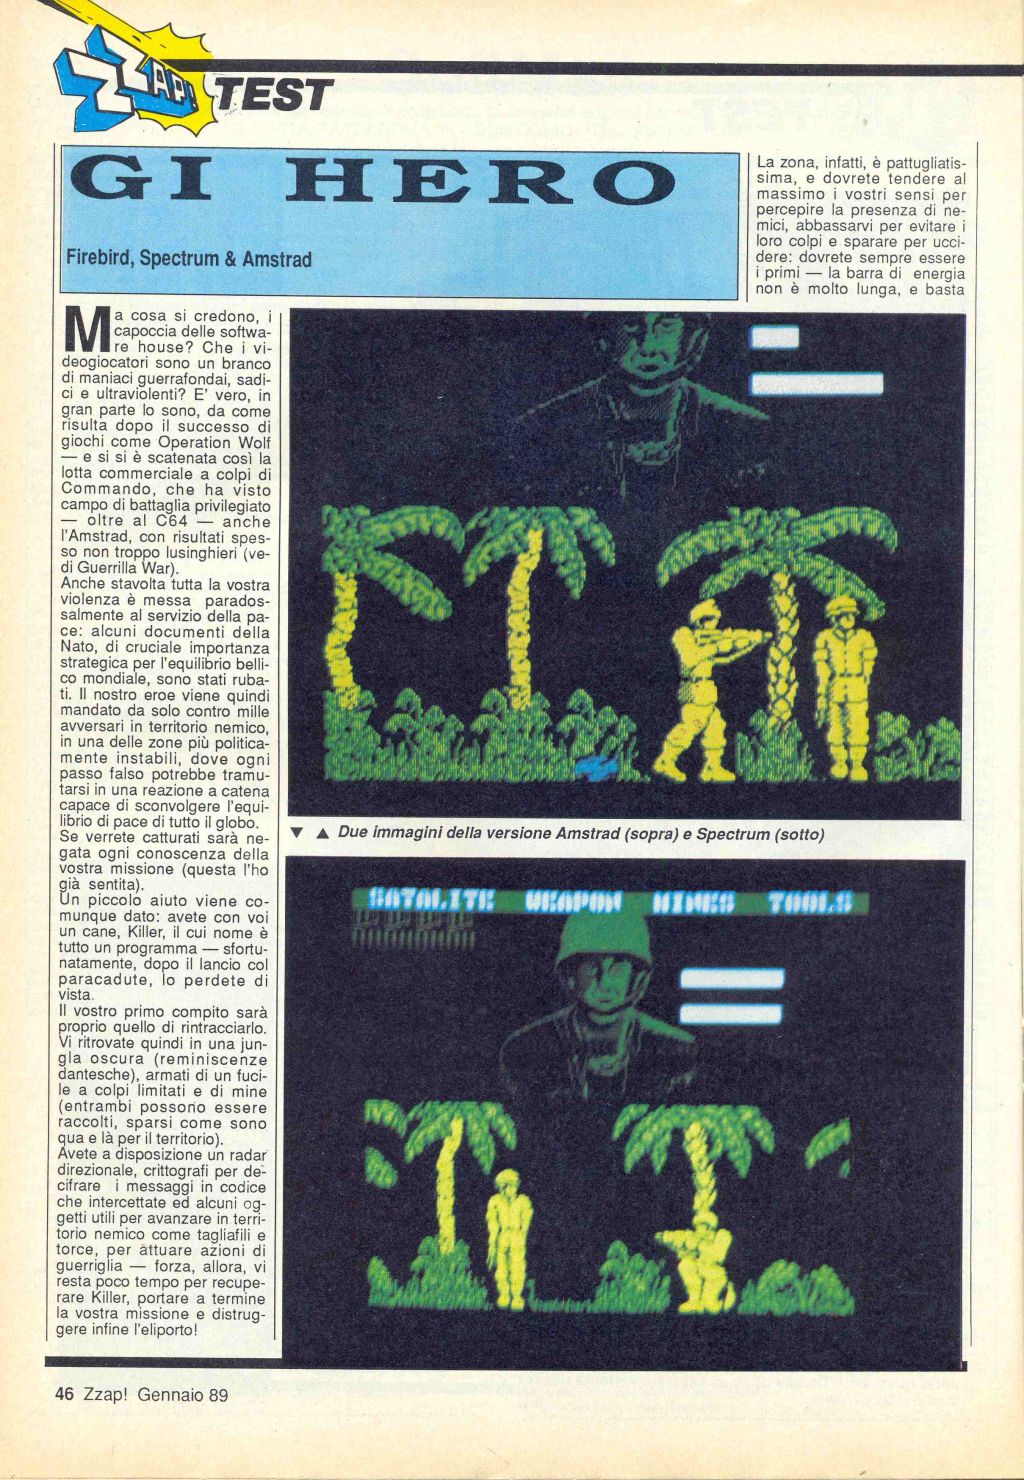 ZZAP!
TEST
GI HERO
Firebird, Spectrum & Amstrad
Ma cosa si credono, i
capoccia delle softwa-
re house? Che i vi-
deogiocatori sono un branco
di maniaci guerrafondai, sadi-
ci e ultraviolenti? E' vero, in
gran parte lo sono, da come
risulta dopo il successo di
giochi come Operation Wolf
— e si si è scatenata così la
lotta commerciale a colpi di
Commando, che ha visto
campo di battaglia privilegiato
— oltre al C64 — anche
l'Amstrad, con risultati spes-
so non troppo lusinghieri (ve-
di Guerrilla War).
Anche stavolta tutta la vostra
violenza è messa parados-
salmente al servizio della pa-
ce: alcuni documenti della
Nato, di cruciale importanza
strategica per l'equilibrio belli-
co mondiale, sono stati ruba-
ti. Il nostro eroe viene quindi
mandato da solo contro mille
avversari in territorio nemico,
in una delle zone più politica-
mente instabili, dove ogni
passo falso potrebbe tramu-
tarsi in una reazione a catena
capace di sconvolgere l'equi-
librio di pace di tutto il globo.
Se verrete catturati sarà ne-
gata ogni conoscenza della
vostra missione (questa l'ho
già sentita).
Un piccolo aiuto viene co-
munque dato: avete con voi
un cane, Killer, il cui nome è
tutto un programma — sfortu-
natamente, dopo il lancio col
paracadute, lo perdete di
vista.
Il vostro primo compito sarà
proprio quello di rintracciarlo.
Vi ritrovate quindi in una jun-
gla oscura (reminiscenze
dantesche), armati di un fuci-
le a colpi limitati e di mine
(entrambi possono essere
raccolti, sparsi come sono
qua e là per il territorio).
Avete a disposizione un radar
direzionale, crittografi per de-
cifrare i messaggi in codice
che intercettate ed alcuni og-
getti utili per avanzare in terri-
torio nemico come tagliafili e
torce, per attuare azioni di
guerriglia — forza, allora, vi
resta poco tempo per recupe-
rare Killer, portare a termine
la vostra missione e distrug-
gere infine l'eliporto!
La zona, infatti, è pattugliatis-
sima, e dovrete tendere al
massimo i vostri sensi per
percepire la presenza di ne-
mici, abbassarvi per evitare i
loro colpi e sparare per ucci-
dere: dovrete sempre essere
i primi — la barra di energia
non è molto lunga, e basta
▼ ▲ Due immagini della versione Amstrad (sopra) e Spectrum (sotto)
SATALITE WEAPON MINES TOOLS
46 Zzap! Gennaio 89